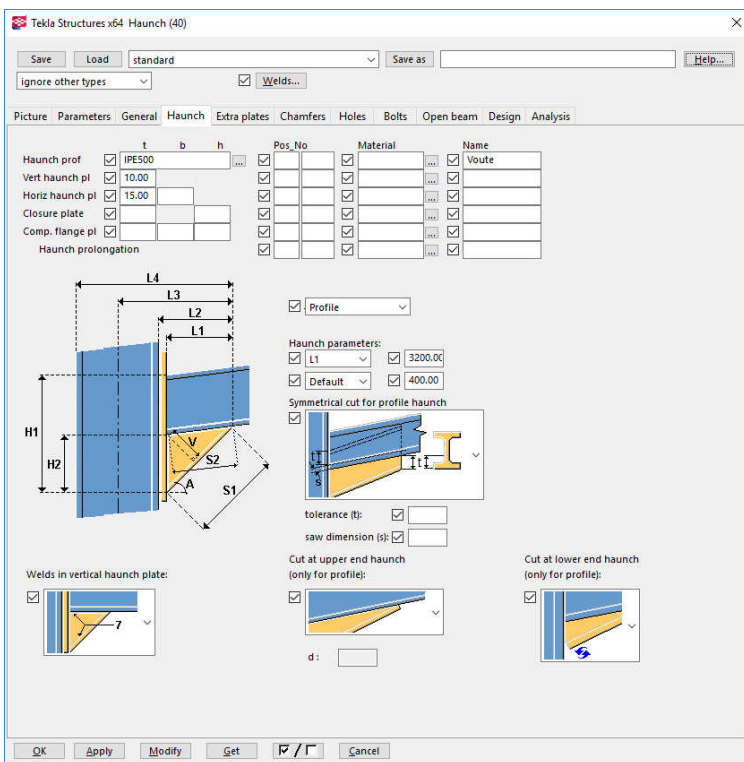 Tekla Structures x64 Haunch (40)
Save Load standard Save as Help...
ignore other types Welds...
Picture Parameters General Haunch Extra plates Chamfers Holes Bolts Open beam Design Analysis
t b h Pos_No Material Name
Haunch prof IPE500 ... ... Voute
Vert haunch pl 10.00 ...
Horiz haunch pl 15.00 ...
Closure plate ...
Comp. flange pl ...
Haunch prolongation ...
L4
L3
L2
L1
H1
H2
V
S2
A
S1
Profile
Haunch parameters:
L1 3200.00
Default 400.00
Symmetrical cut for profile haunch
t
s
t
tolerance (t):
saw dimension (s):
Welds in vertical haunch plate:
7
Cut at upper end haunch
(only for profile):
d :
Cut at lower end haunch
(only for profile):
OK Apply Modify Get / Cancel